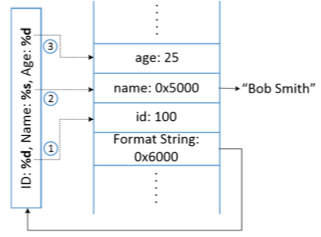 ID: %d, Name: %s, Age: %d
3
age: 25
name: 0x5000
"Bob Smith"
2
id: 100
1
Format String:
0x6000